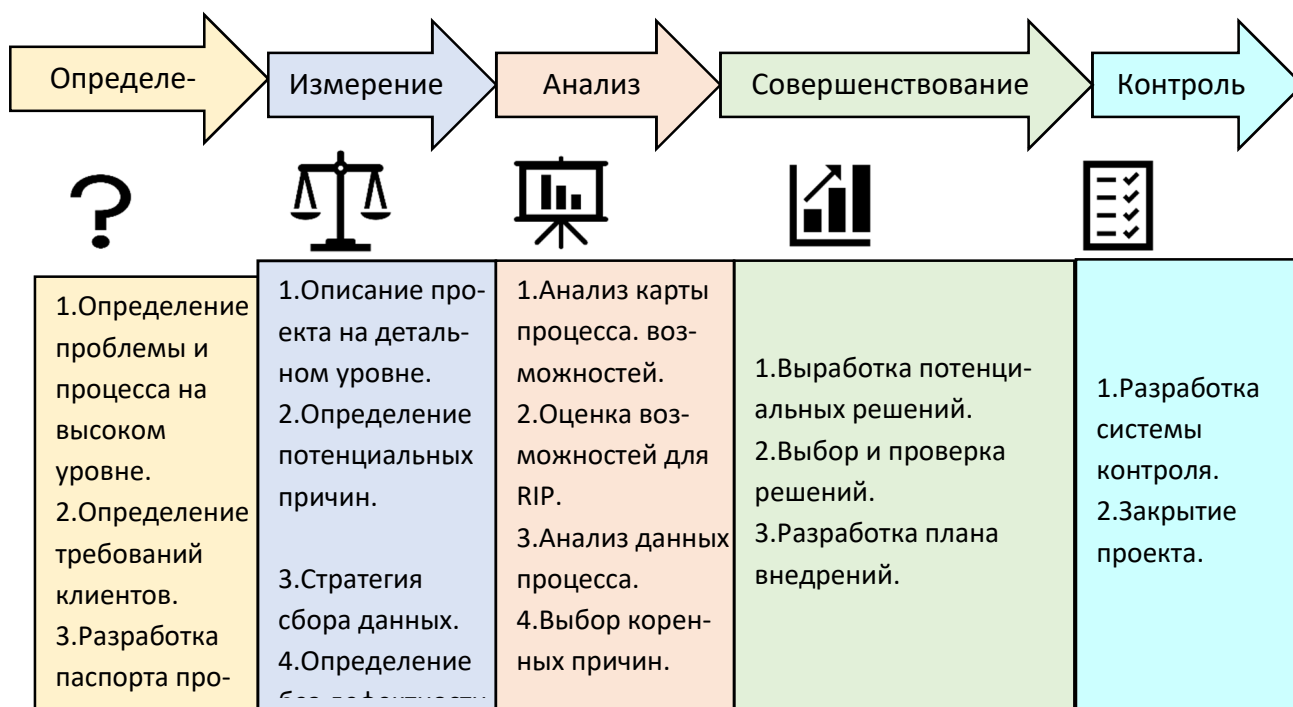 Определе-
Измерение
Анализ
Совершенствование
Контроль
1.Определение
проблемы и
процесса на
высоком
уровне.
2.Определение
требований
клиентов.
3.Разработка
паспорта про-
1.Описание про-
екта на деталь-
ном уровне.
2.Определение
потенциальных
причин.
3.Стратегия
сбора данных.
4.Определение
1.Анализ карты
процесса. воз-
можностей.
2.Оценка воз-
можностей для
RIP.
3.Анализ данных
процесса.
4.Выбор корен-
ных причин.
1.Выработка потенци-
альных решений.
2.Выбор и проверка
решений.
3.Разработка плана
внедрений.
1.Разработка
системы
контроля.
2.Закрытие
проекта.